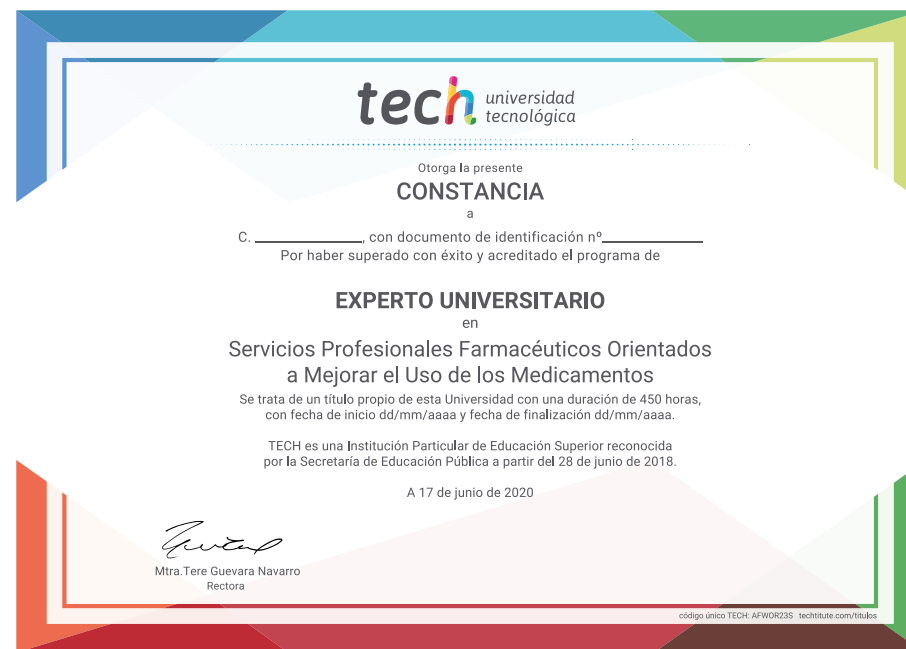 tech universidad
tecnológica
Otorga la presente
CONSTANCIA
a
C. ____________, con documento de identificación nº____________
Por haber superado con éxito y acreditado el programa de
EXPERTO UNIVERSITARIO
en
Servicios Profesionales Farmacéuticos Orientados
a Mejorar el Uso de los Medicamentos
Se trata de un título propio de esta Universidad con una duración de 450 horas,
con fecha de inicio dd/mm/aaaa y fecha de finalización dd/mm/aaaa.
TECH es una Institución Particular de Educación Superior reconocida
por la Secretaría de Educación Pública a partir del 28 de junio de 2018.
A 17 de junio de 2020
Mtra.Tere Guevara Navarro
Rectora
código único TECH: AFWOR23S techtitute.com/titulos